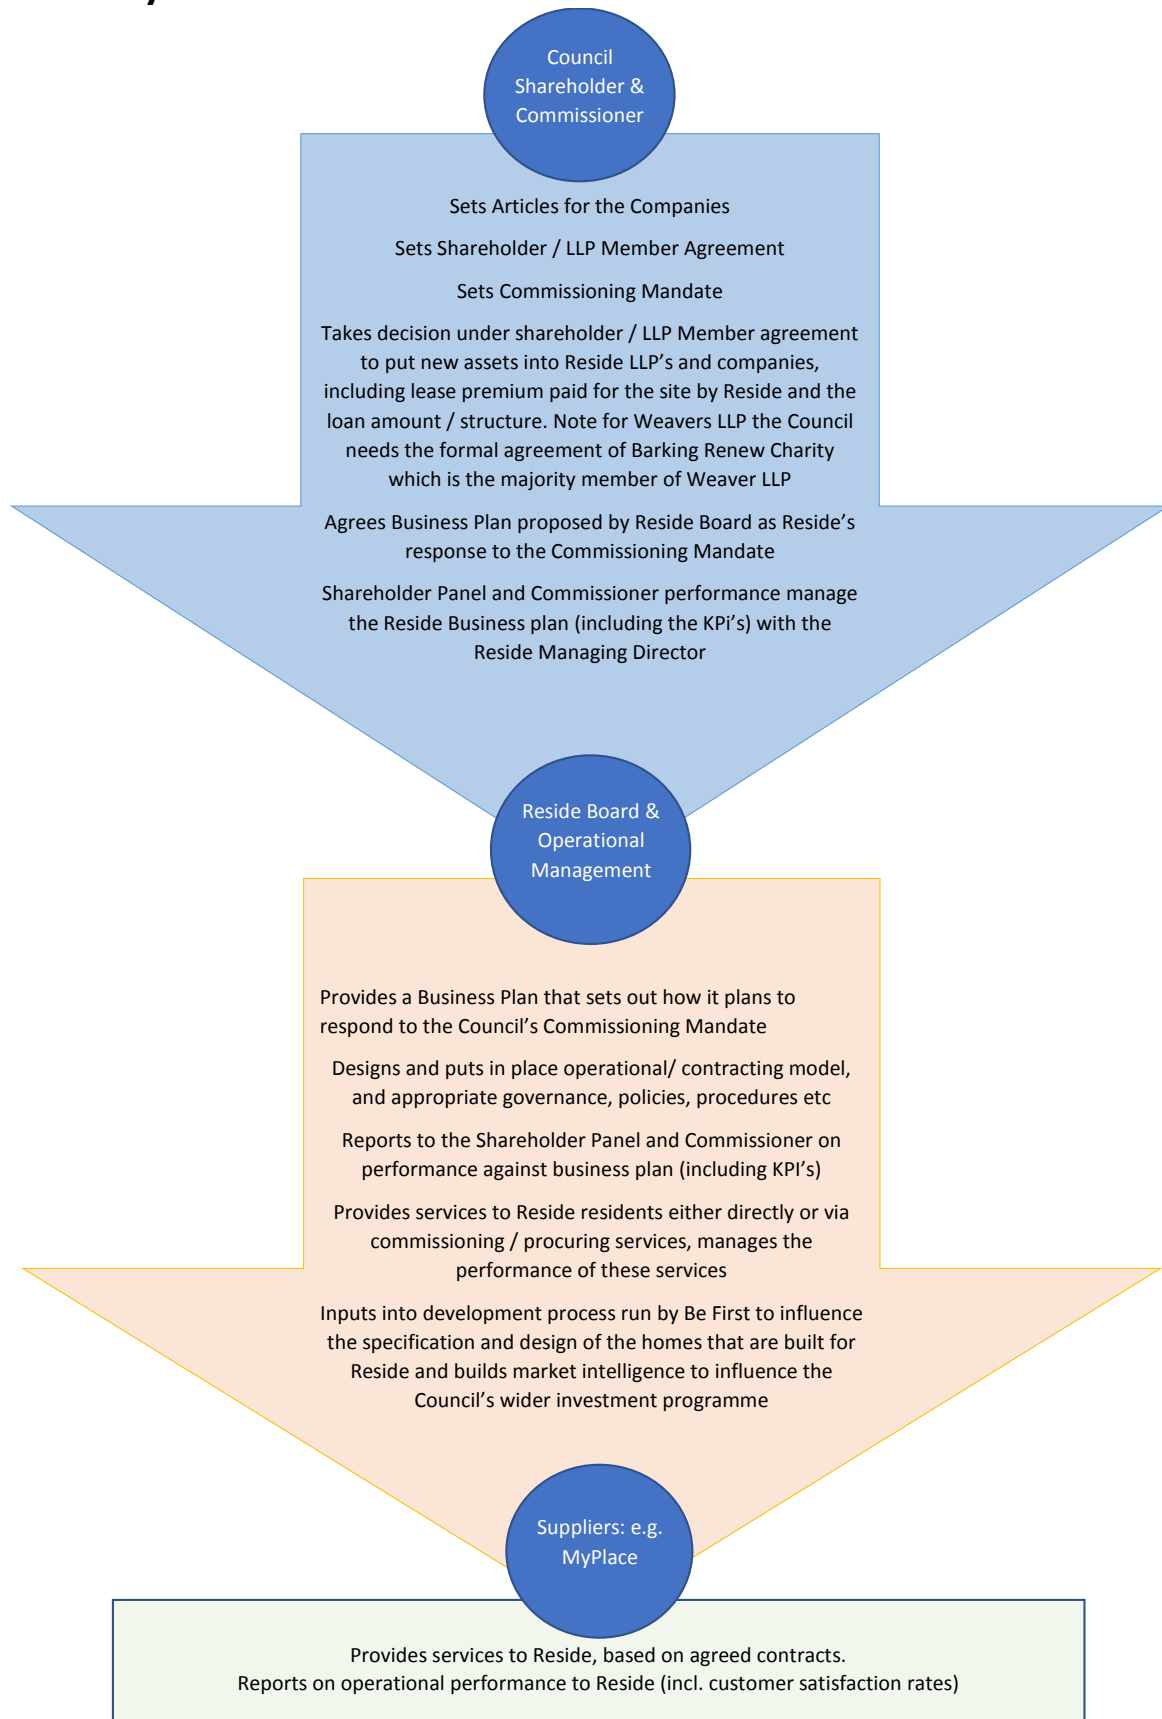 Council
Shareholder &
Commissioner
Sets Articles for the Companies
Sets Shareholder / LLP Member Agreement
Sets Commissioning Mandate
Takes decision under shareholder / LLP Member agreement
to put new assets into Reside LLP’s and companies,
including lease premium paid for the site by Reside and the
loan amount / structure. Note for Weavers LLP the Council
needs the formal agreement of Barking Renew Charity
which is the majority member of Weaver LLP
Agrees Business Plan proposed by Reside Board as Reside’s
response to the Commissioning Mandate
Shareholder Panel and Commissioner performance manage
the Reside Business plan (including the KPi’s) with the
Reside Managing Director
Reside Board &
Operational
Management
Provides a Business Plan that sets out how it plans to
respond to the Council’s Commissioning Mandate
Designs and puts in place operational/ contracting model,
and appropriate governance, policies, procedures etc
Reports to the Shareholder Panel and Commissioner on
performance against business plan (including KPI’s)
Provides services to Reside residents either directly or via
commissioning / procuring services, manages the
performance of these services
Inputs into development process run by Be First to influence
the specification and design of the homes that are built for
Reside and builds market intelligence to influence the
Council’s wider investment programme
Suppliers: e.g.
MyPlace
Provides services to Reside, based on agreed contracts.
Reports on operational performance to Reside (incl. customer satisfaction rates)